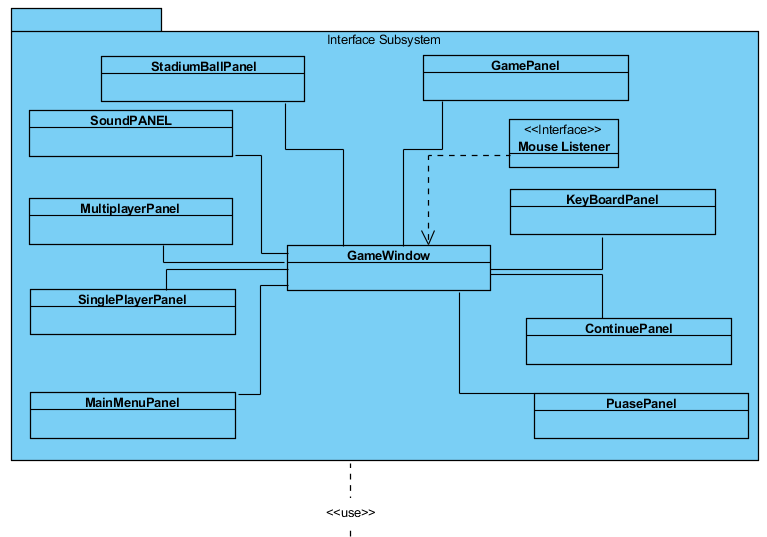 Interface Subsystem
StadiumBallPanel
GamePanel
SoundPANEL
<<Interface>>
Mouse Listener
MultiplayerPanel
KeyBoardPanel
GameWindow
SinglePlayerPanel
ContinuePanel
MainMenuPanel
PuasePanel
<<use>>